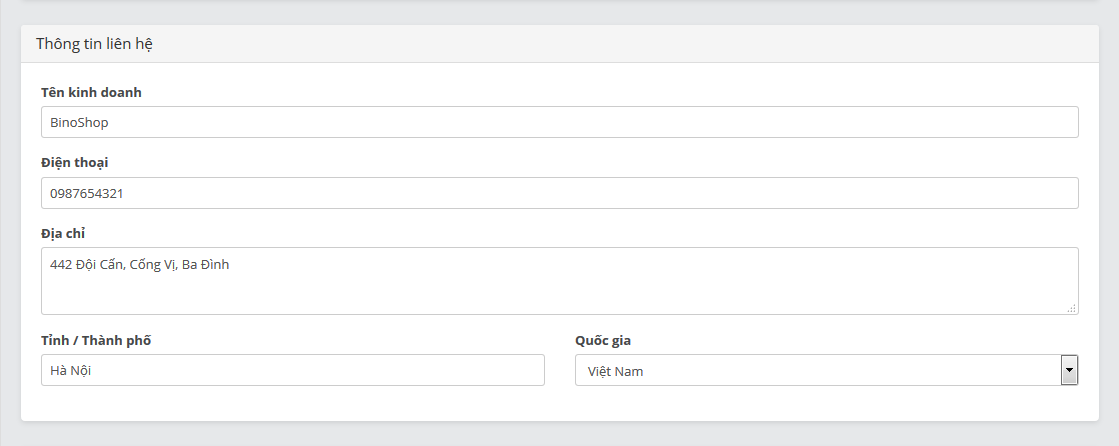 Thông tin liên hệ
Tên kinh doanh
BinoShop
Điện thoại
0987654321
Địa chỉ
442 Đội Cấn, Cống Vị, Ba Đình
Tỉnh / Thành phố
Hà Nội
Quốc gia
Việt Nam